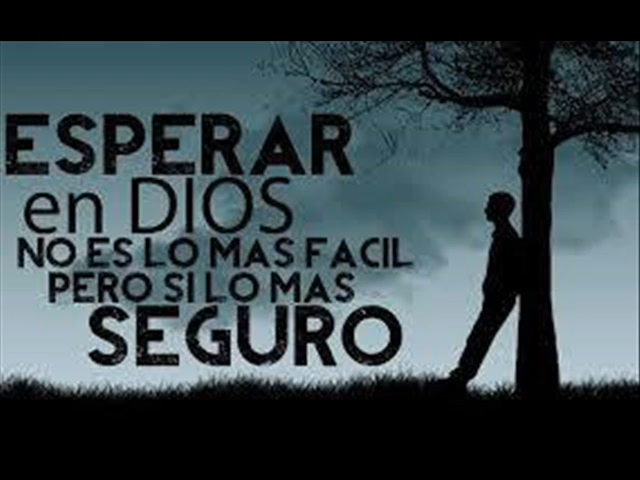 ESPERAR
en DIOS
NO ES LO MAS FACIL
PERO SI LO MAS
SEGURO